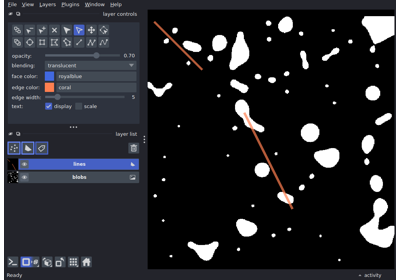 File View Layers Plugins Window Help
layer controls
opacity: 0.70
blending: translucent
face color: royalblue
edge color: coral
edge width: 5
text: display scale
layer list
lines
blobs
Ready activity